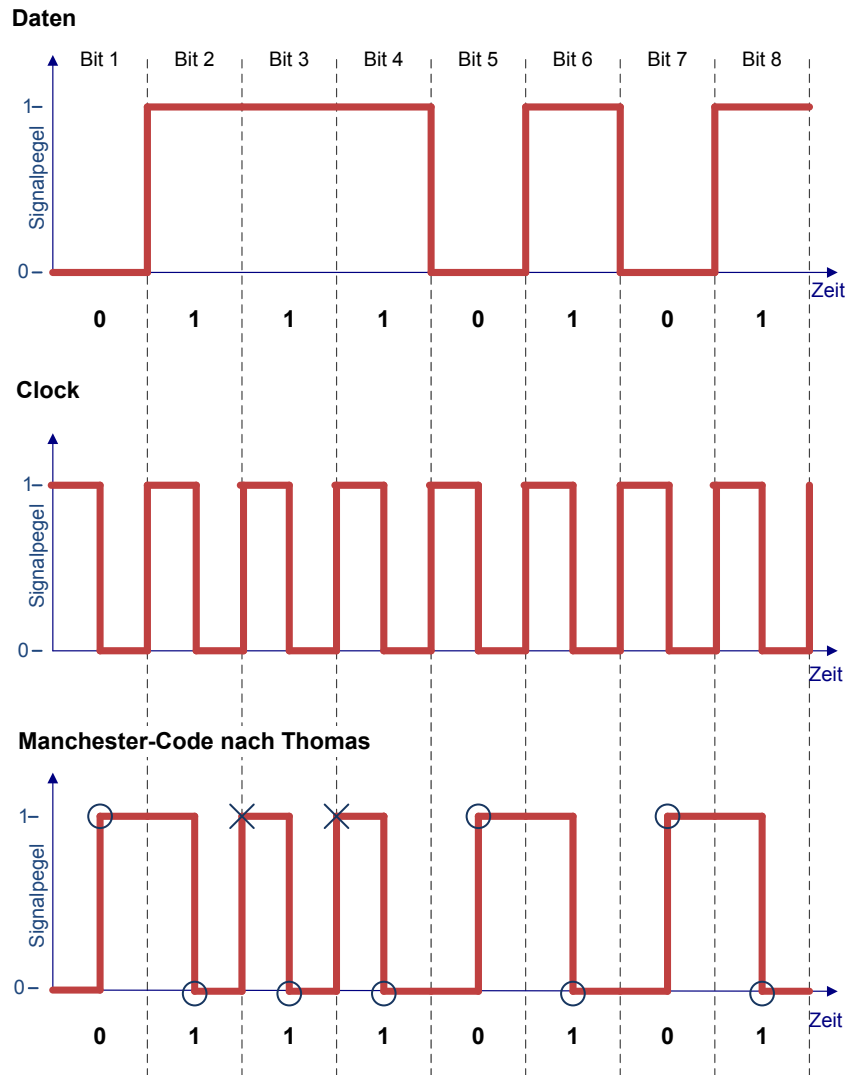 Daten
Bit 1 Bit 2 Bit 3 Bit 4 Bit 5 Bit 6 Bit 7 Bit 8
1–
Signalpegel
0–
Zeit
0 1 1 1 0 1 0 1
Clock
1–
Signalpegel
0–
Zeit
Manchester-Code nach Thomas
1–
Signalpegel
0–
Zeit
0 1 1 1 0 1 0 1